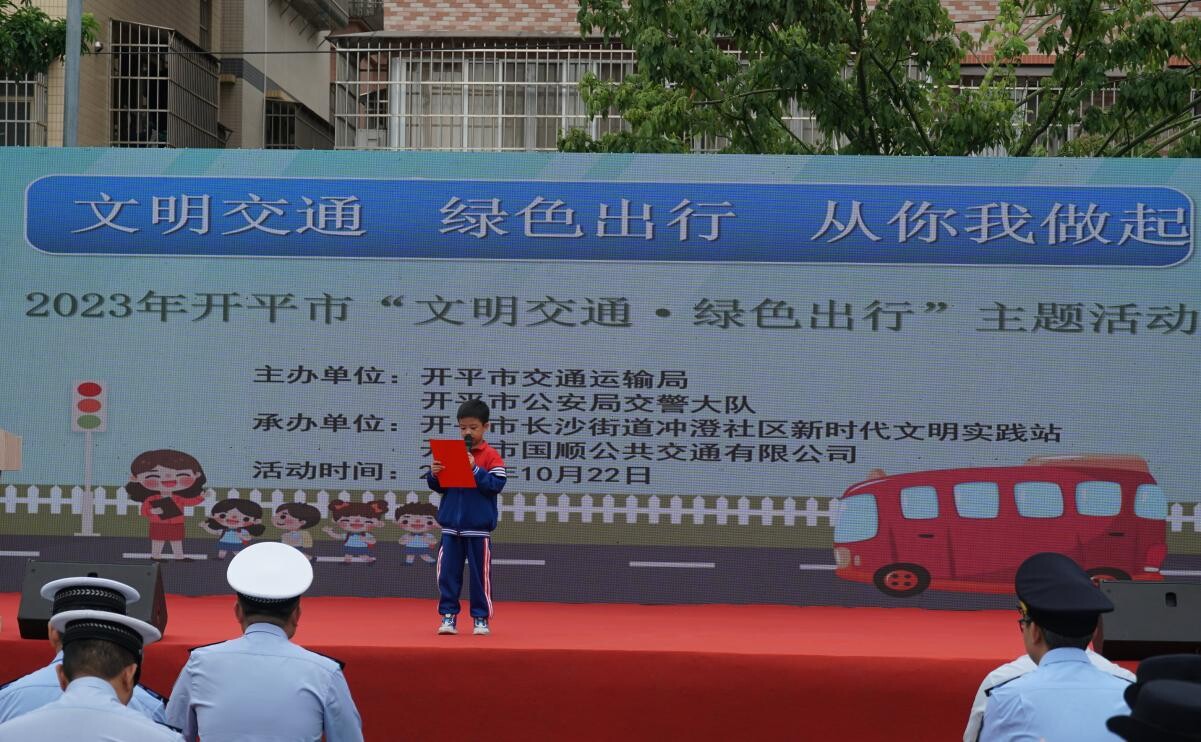 文明交通 绿色出行 从你我做起
2023年开平市“文明交通·绿色出行”主题活动
主办单位：开平市交通运输局
开平市公安局交警大队
承办单位：开 市长沙街道冲澄社区新时代文明实践站
开 市国顺公共交通有限公司
活动时间：2 年10月22日